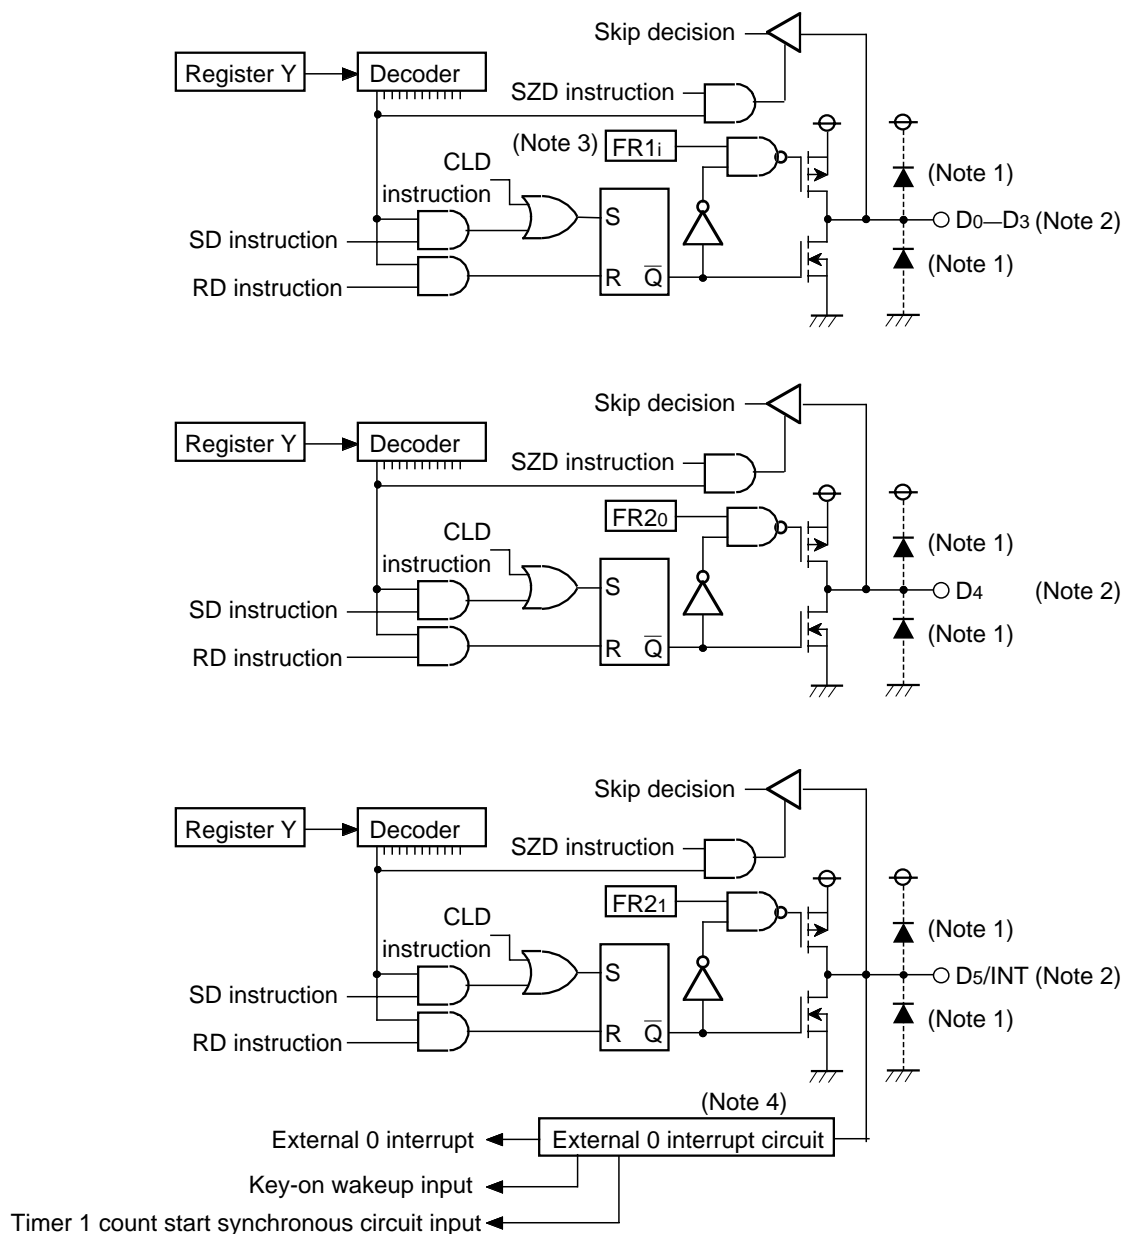 Skip decision
Register Y
Decoder
SZD instruction
(Note 3)
FR1i
CLD
instruction
(Note 1)
S
D0—D3 (Note 2)
SD instruction
(Note 1)
R Q
RD instruction
Skip decision
Register Y
Decoder
SZD instruction
FR20
CLD
instruction
(Note 1)
S
D4 (Note 2)
SD instruction
(Note 1)
R Q
RD instruction
Skip decision
Register Y
Decoder
SZD instruction
FR21
CLD
instruction
(Note 1)
S
D5/INT (Note 2)
SD instruction
(Note 1)
R Q
RD instruction
(Note 4)
External 0 interrupt
External 0 interrupt circuit
Key-on wakeup input
Timer 1 count start synchronous circuit input